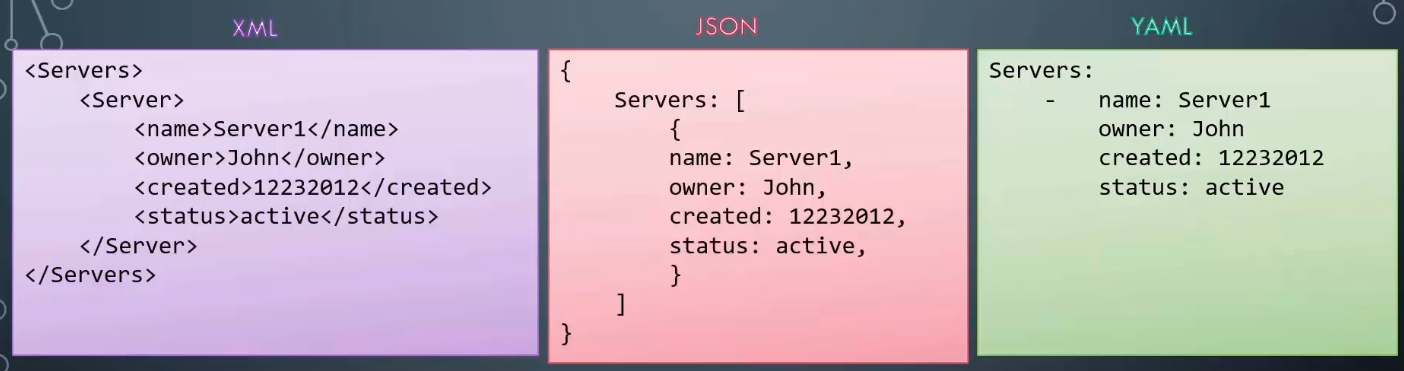 XML
<Servers>
    <Server>
        <name>Server1</name>
        <owner>John</owner>
        <created>12232012</created>
        <status>active</status>
    </Server>
</Servers>
JSON
{
    Servers: [
        {
        name: Server1,
        owner: John,
        created: 12232012,
        status: active,
        }
    ]
}
YAML
Servers:
    -   name: Server1
        owner: John
        created: 12232012
        status: active